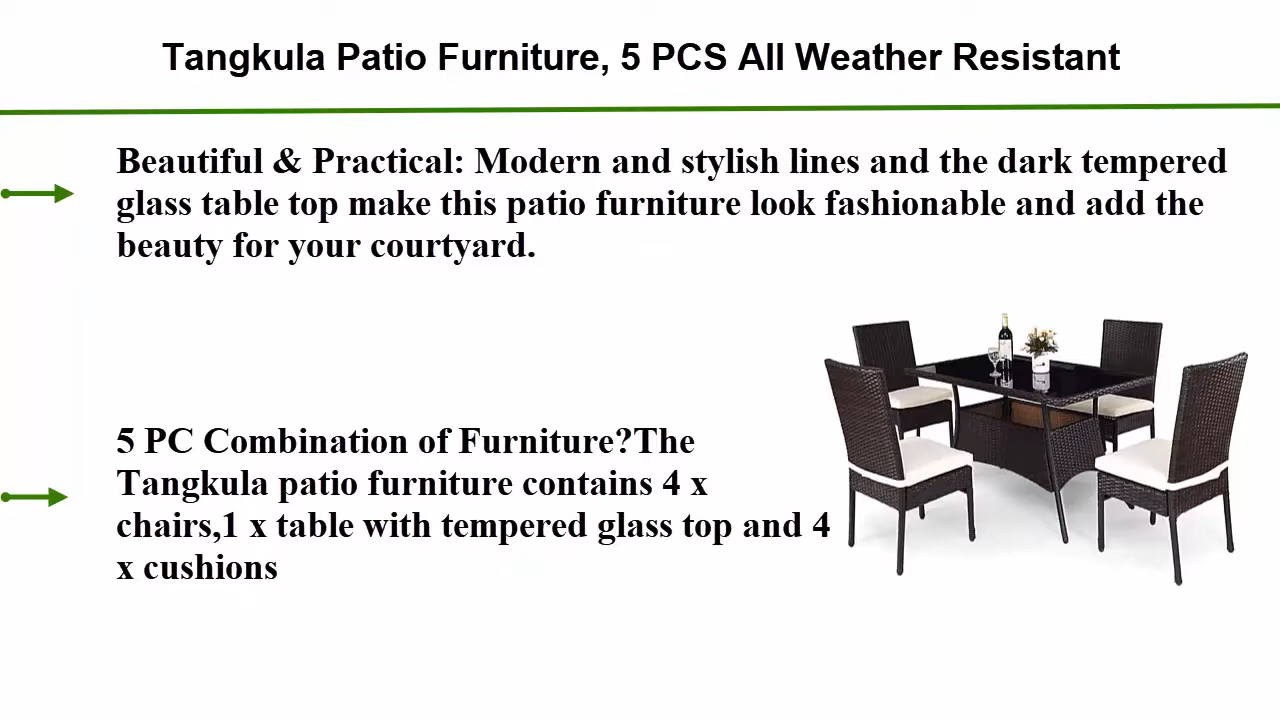 Tangkula Patio Furniture, 5 PCS All Weather Resistant
Beautiful & Practical: Modern and stylish lines and the dark tempered
glass table top make this patio furniture look fashionable and add the
beauty for your courtyard.
5 PC Combination of Furniture?The
Tangkula patio furniture contains 4 x
chairs,1 x table with tempered glass top and 4
x cushions